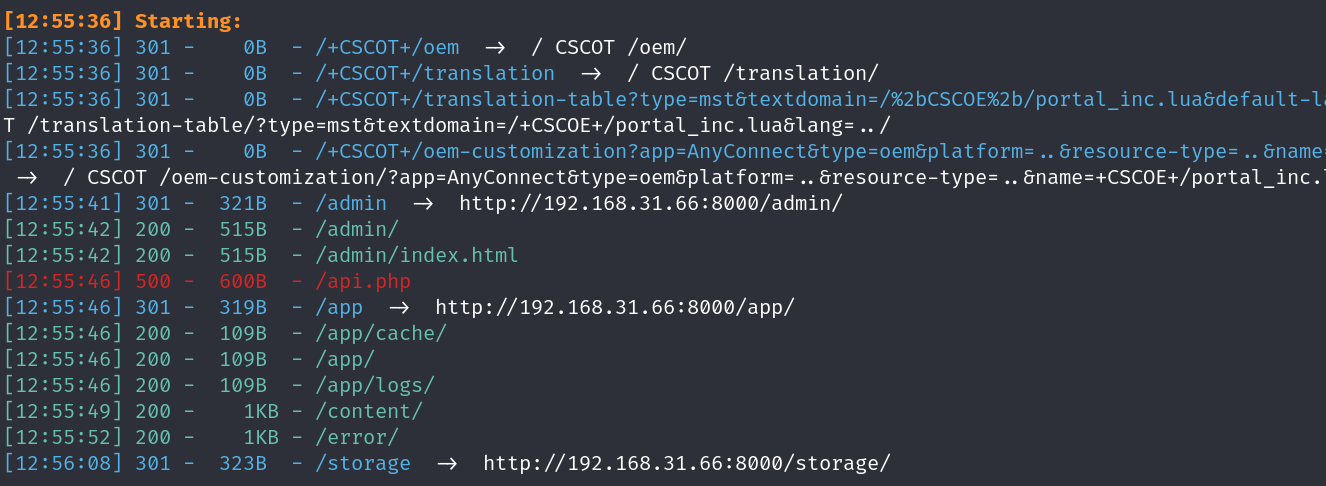 [12:55:36] Starting:
[12:55:36] 301 -    0B  - /+CSCOT+/oem  ->  / CSCOT /oem/
[12:55:36] 301 -    0B  - /+CSCOT+/translation  ->  / CSCOT /translation/
[12:55:36] 301 -    0B  - /+CSCOT+/translation-table?type=mst&textdomain=/%2bCSCOE%2b/portal_inc.lua&default-la
T /translation-table/?type=mst&textdomain=/+CSCOE+/portal_inc.lua&lang=../
[12:55:36] 301 -    0B  - /+CSCOT+/oem-customization?app=AnyConnect&type=oem&platform=..&resource-type=..&name=
 ->  / CSCOT /oem-customization/?app=AnyConnect&type=oem&platform=..&resource-type=..&name=+CSCOE+/portal_inc.l
[12:55:41] 301 -  321B  - /admin  ->  http://192.168.31.66:8000/admin/
[12:55:42] 200 -  515B  - /admin/
[12:55:42] 200 -  515B  - /admin/index.html
[12:55:46] 500 -  600B  - /api.php
[12:55:46] 301 -  319B  - /app  ->  http://192.168.31.66:8000/app/
[12:55:46] 200 -  109B  - /app/cache/
[12:55:46] 200 -  109B  - /app/
[12:55:46] 200 -  109B  - /app/logs/
[12:55:49] 200 -    1KB - /content/
[12:55:52] 200 -    1KB - /error/
[12:56:08] 301 -  323B  - /storage  ->  http://192.168.31.66:8000/storage/